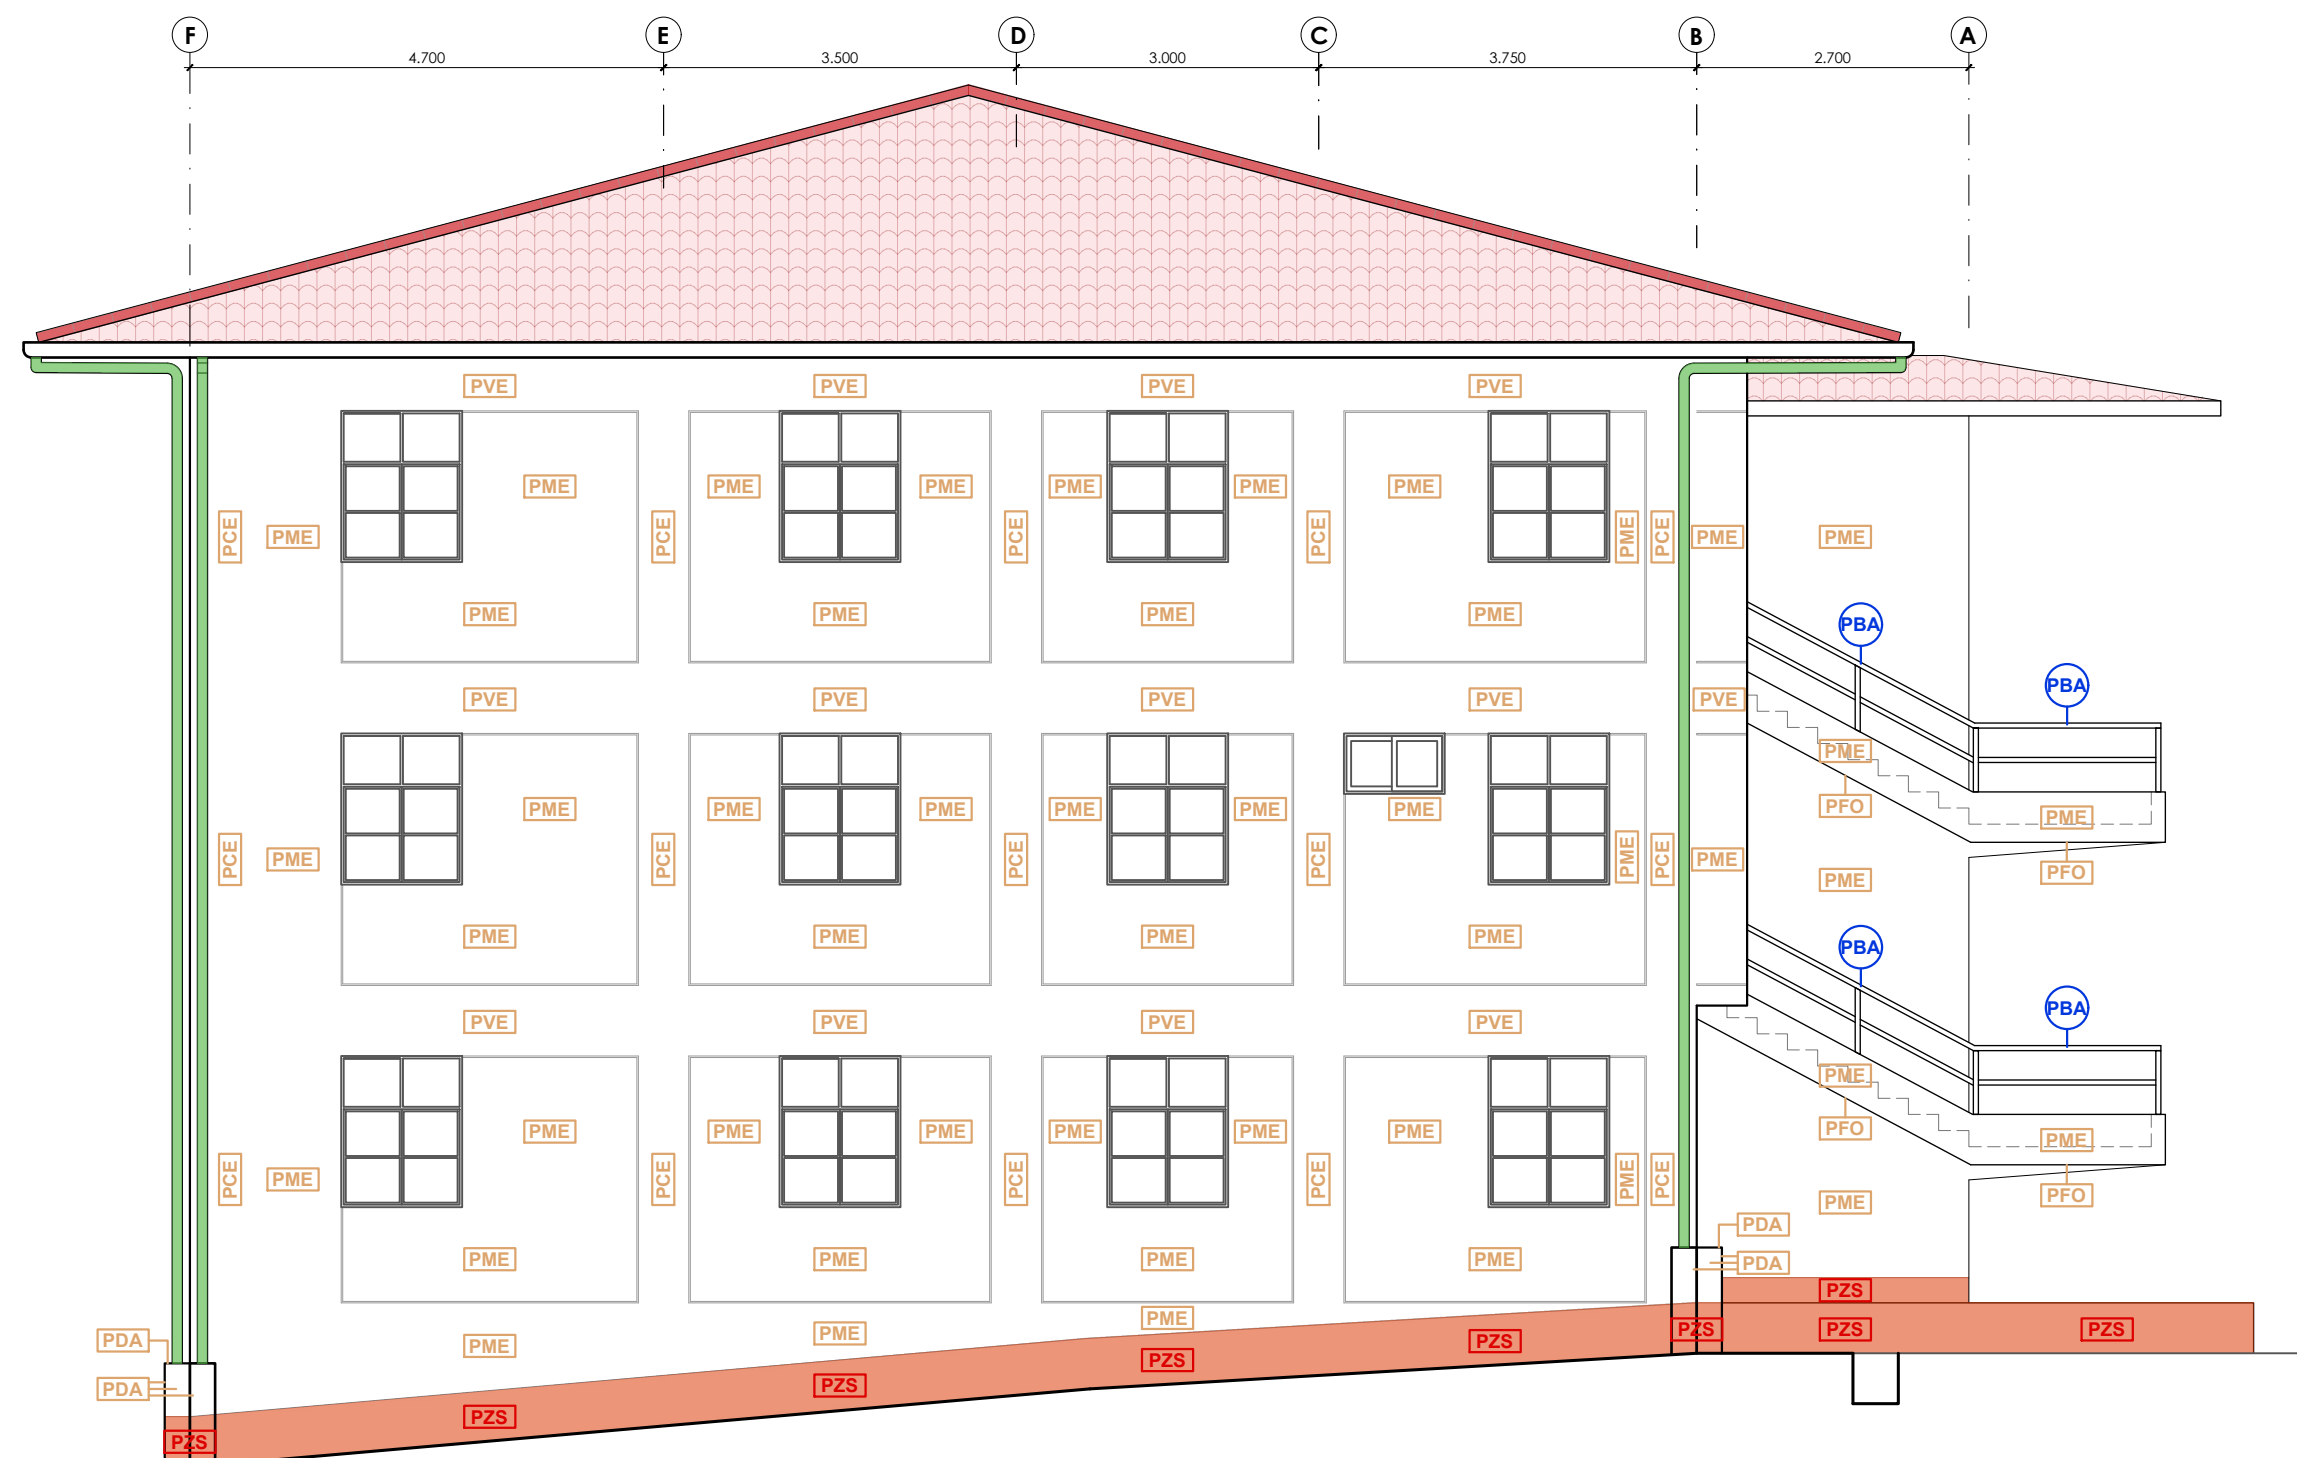 F E D C B A
4.700 3.500 3.000 3.750 2.700
PVE PVE PVE PVE
PME PME PME PME PME PME
PCE PME PCE PCE PCE PME PCE PME PME
PME PME PME PME
PBA
PBA
PVE PVE PVE PVE PVE
PME
PFO
PME PME PME PME PME PME PME
PCE PME PCE PCE PCE PME PCE PME
PFO
PME
PME PME PME PME
PBA
PBA
PVE PVE PVE PVE
PME
PFO
PME PME PME PME PME PME PME
PCE PME PCE PCE PCE PME PCE
PFO
PME
PDA
PME PME PME PME
PDA
PZS
PME
PME
PME
PDA
PZS PZS PZS PZS
PZS
PZS
PDA
PZS
PZS
PZS